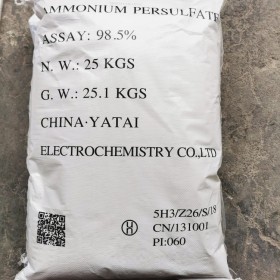 AMMONIUM PERSULFATE
ASSAY: 98.5%
N. W.: 25 KGS
G. W.: 25.1 KGS
CHINA·YATAI
ELECTROCHEMISTRY CO.,LTD
5H3/Z26/S/18
CN/131001
PI:060